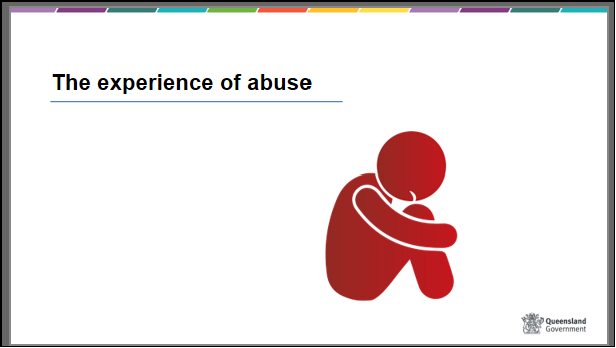 The experience of abuse
Queensland
Government